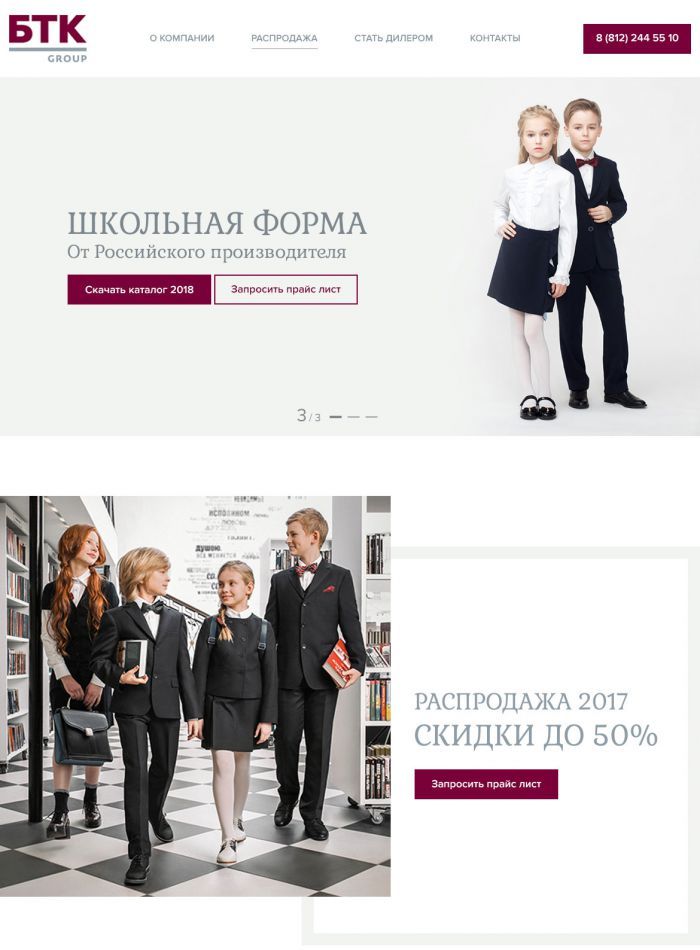 БТК
GROUP
О КОМПАНИИ
РАСПРОДАЖА
СТАТЬ ДИЛЕРОМ
КОНТАКТЫ
8 (812) 244 55 10
ШКОЛЬНАЯ ФОРМА
От Российского производителя
Скачать каталог 2018
Запросить прайс лист
3 / 3
душою.
РАСПРОДАЖА 2017
СКИДКИ ДО 50%
Запросить прайс лист